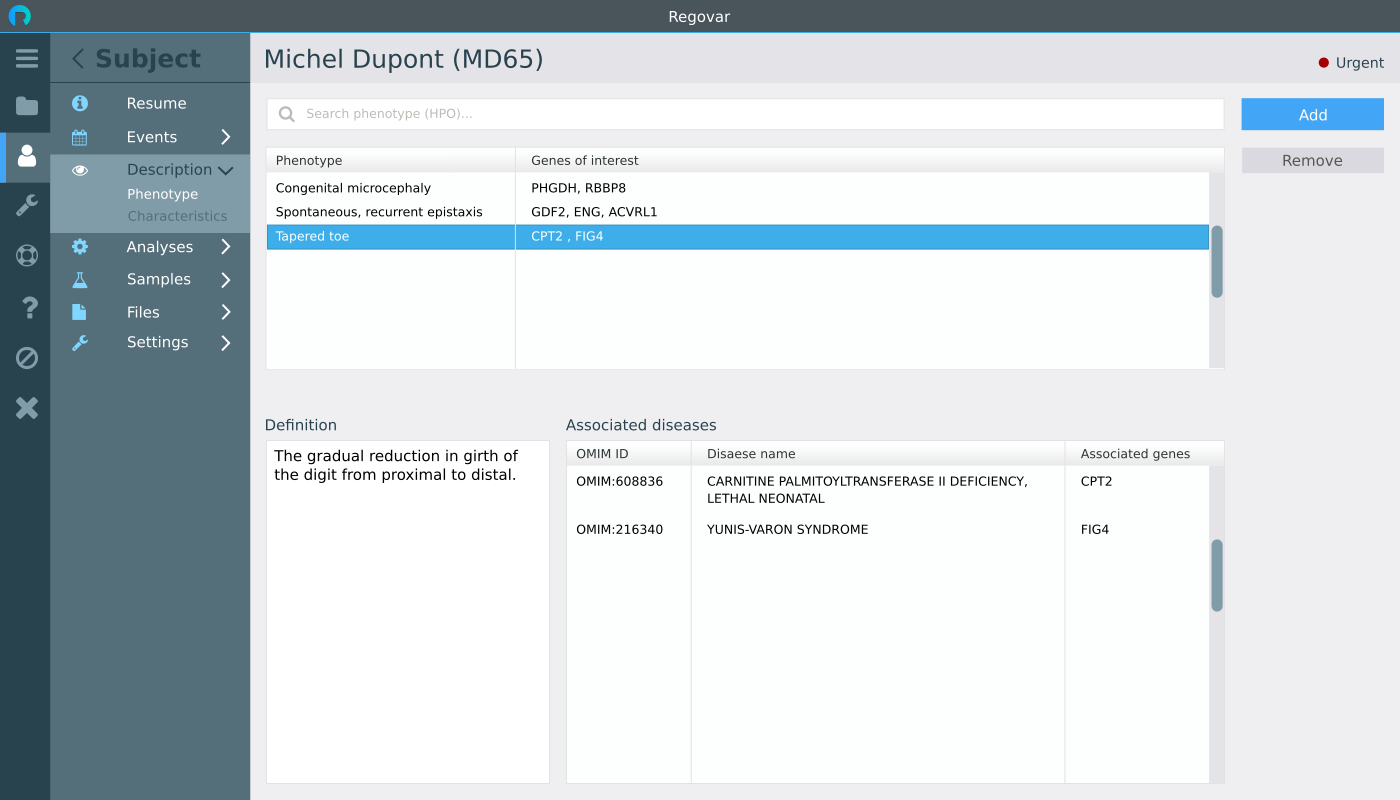 Regovar
Subject
Michel Dupont (MD65)
Urgent
Resume
Events
Description
Phenotype
Characteristics
Analyses
Samples
Files
Settings
Search phenotype (HPO)...
Add
Remove
Phenotype Genes of interest
Congenital microcephaly PHGDH, RBBP8
Spontaneous, recurrent epistaxis GDF2, ENG, ACVRL1
Tapered toe CPT2 , FIG4
Definition
The gradual reduction in girth of
the digit from proximal to distal.
Associated diseases
OMIM ID Disaese name Associated genes
OMIM:608836 CARNITINE PALMITOYLTRANSFERASE II DEFICIENCY, CPT2
LETHAL NEONATAL
OMIM:216340 YUNIS-VARON SYNDROME FIG4